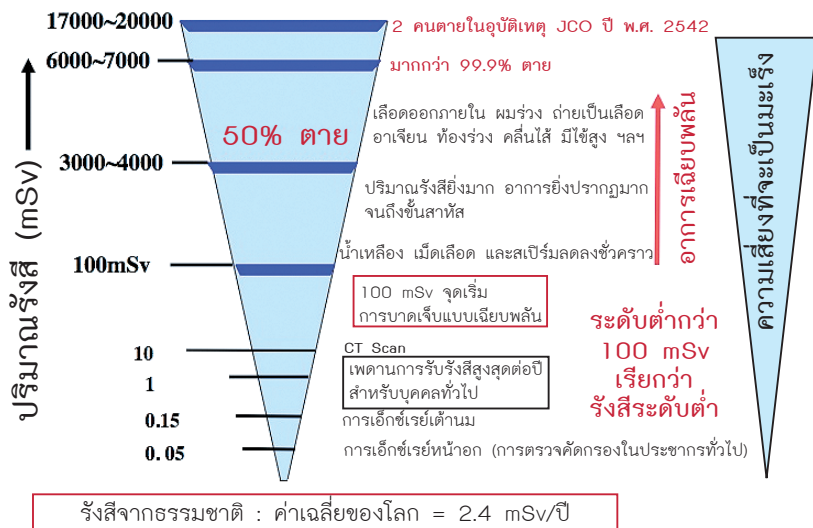 17000~20000
2 คนตายในอุบัติเหตุ JCO ปี พ.ศ. 2542
6000~7000
มากกว่า 99.9% ตาย
เลือดออกภายใน ผมร่วง ถ่ายเป็นเลือด
อาเจียน ท้องร่วง คลื่นไส้ มีไข้สูง ฯลฯ
50% ตาย
3000~4000
ปริมาณรังสียิ่งมาก อาการยิ่งปรากฏมาก
จนถึงขั้นสาหัส
น้ำเหลือง เม็ดเลือด และสเปิร์มลดลงชั่วคราว
100mSv
100 mSv จุดเริ่ม
การบาดเจ็บแบบเฉียบพลัน
10
CT Scan
1
เพดานการรับรังสีสูงสุดต่อปี
สำหรับบุคคลทั่วไป
0.15
การเอ็กซ์เรย์เต้านม
0.05
การเอ็กซ์เรย์หน้าอก (การตรวจคัดกรองในประชากรทั่วไป)
ปริมาณรังสี (mSv)
อาการเฉียบพลัน
ความเสี่ยงที่จะเป็นมะเร็ง
ระดับต่ำกว่า
100 mSv
เรียกว่า
รังสีระดับต่ำ
รังสีจากธรรมชาติ : ค่าเฉลี่ยของโลก = 2.4 mSv/ปี